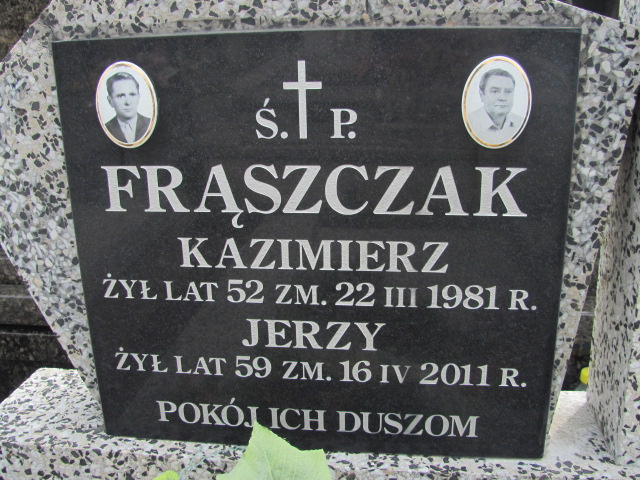 Ś. P.
FRĄSZCZAK
KAZIMIERZ
ŻYŁ LAT 52 ZM. 22 III 1981 R.
JERZY
ŻYŁ LAT 59 ZM. 16 IV 2011 R.
POKÓJ ICH DUSZOM